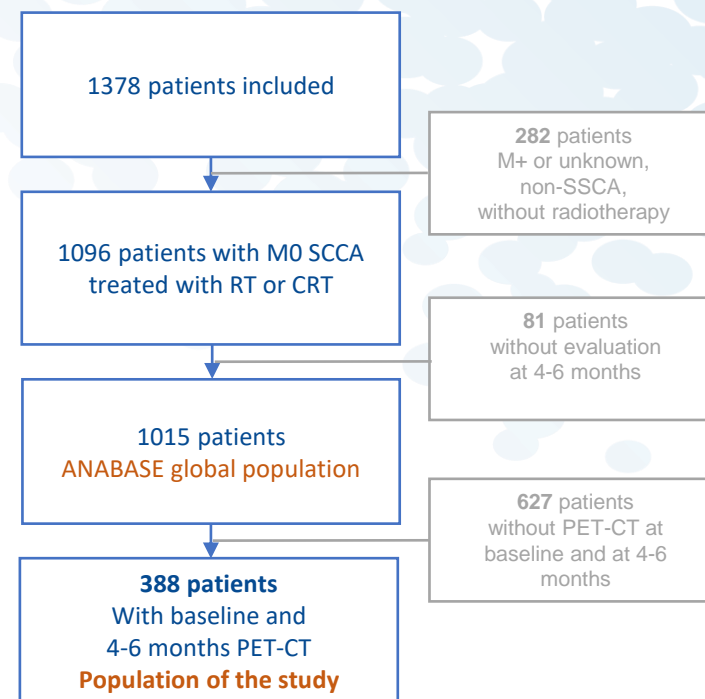 1378 patients included
282 patients
M+ or unknown,
non-SSCA,
without radiotherapy
1096 patients with M0 SCCA
treated with RT or CRT
81 patients
without evaluation
at 4-6 months
1015 patients
ANABASE global population
627 patients
without PET-CT at
baseline and at 4-6
months
388 patients
With baseline and
4-6 months PET-CT
Population of the study